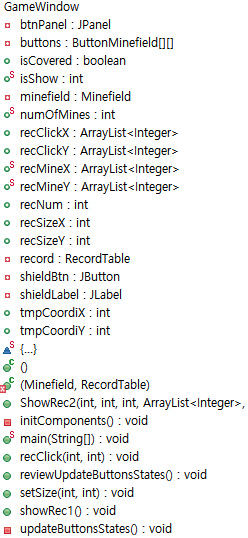 GameWindow
btnPanel : JPanel
buttons : ButtonMinefield[][]
isCovered : boolean
S isShow : int
minefield : Minefield
S numOfMines : int
recClickX : ArrayList<Integer>
recClickY : ArrayList<Integer>
S recMineX : ArrayList<Integer>
S recMineY : ArrayList<Integer>
recNum : int
recSizeX : int
recSizeY : int
record : RecordTable
shieldBtn : JButton
shieldLabel : JLabel
tmpCoordiX : int
tmpCoordiY : int
S {...}
C ()
C (Minefield, RecordTable)
ShowRec2(int, int, int, ArrayList<Integer>,
initComponents() : void
S main(String[]) : void
recClick(int, int) : void
reviewUpdateButtonsStates() : void
setSize(int, int) : void
showRec1() : void
updateButtonsStates() : void